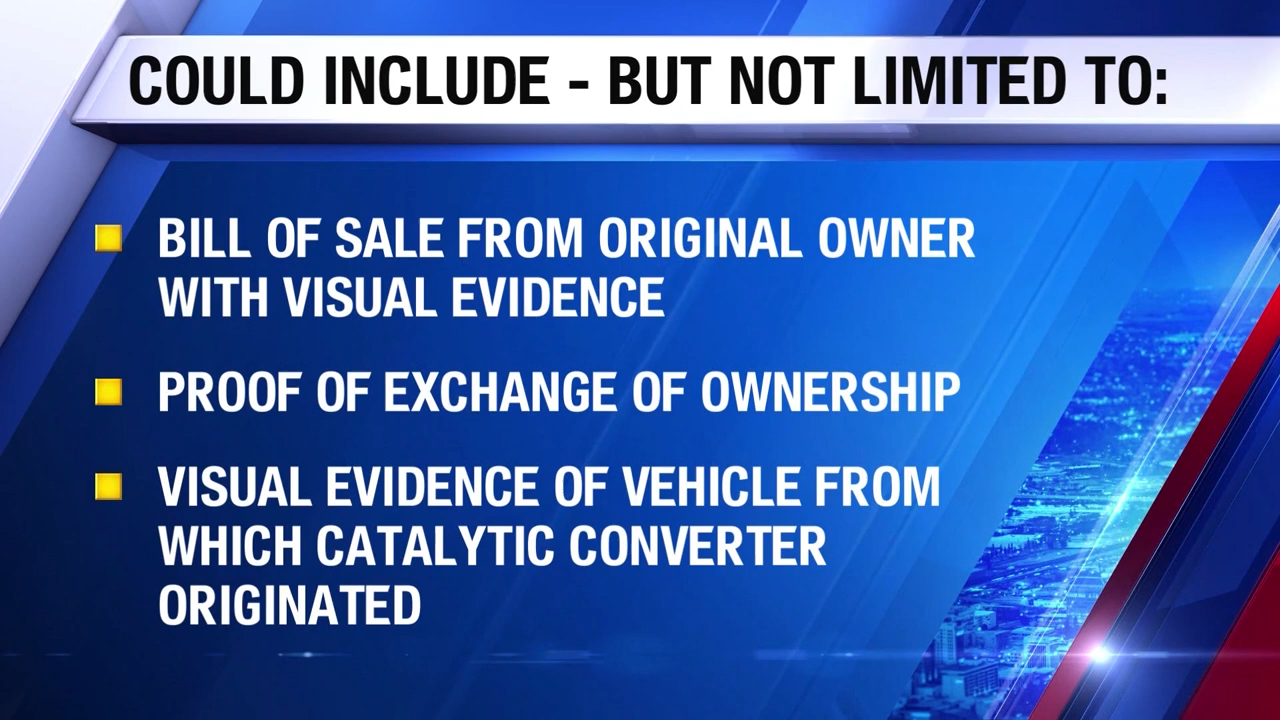 COULD INCLUDE - BUT NOT LIMITED TO:
BILL OF SALE FROM ORIGINAL OWNER
WITH VISUAL EVIDENCE
PROOF OF EXCHANGE OF OWNERSHIP
VISUAL EVIDENCE OF VEHICLE FROM
WHICH CATALYTIC CONVERTER
ORIGINATED